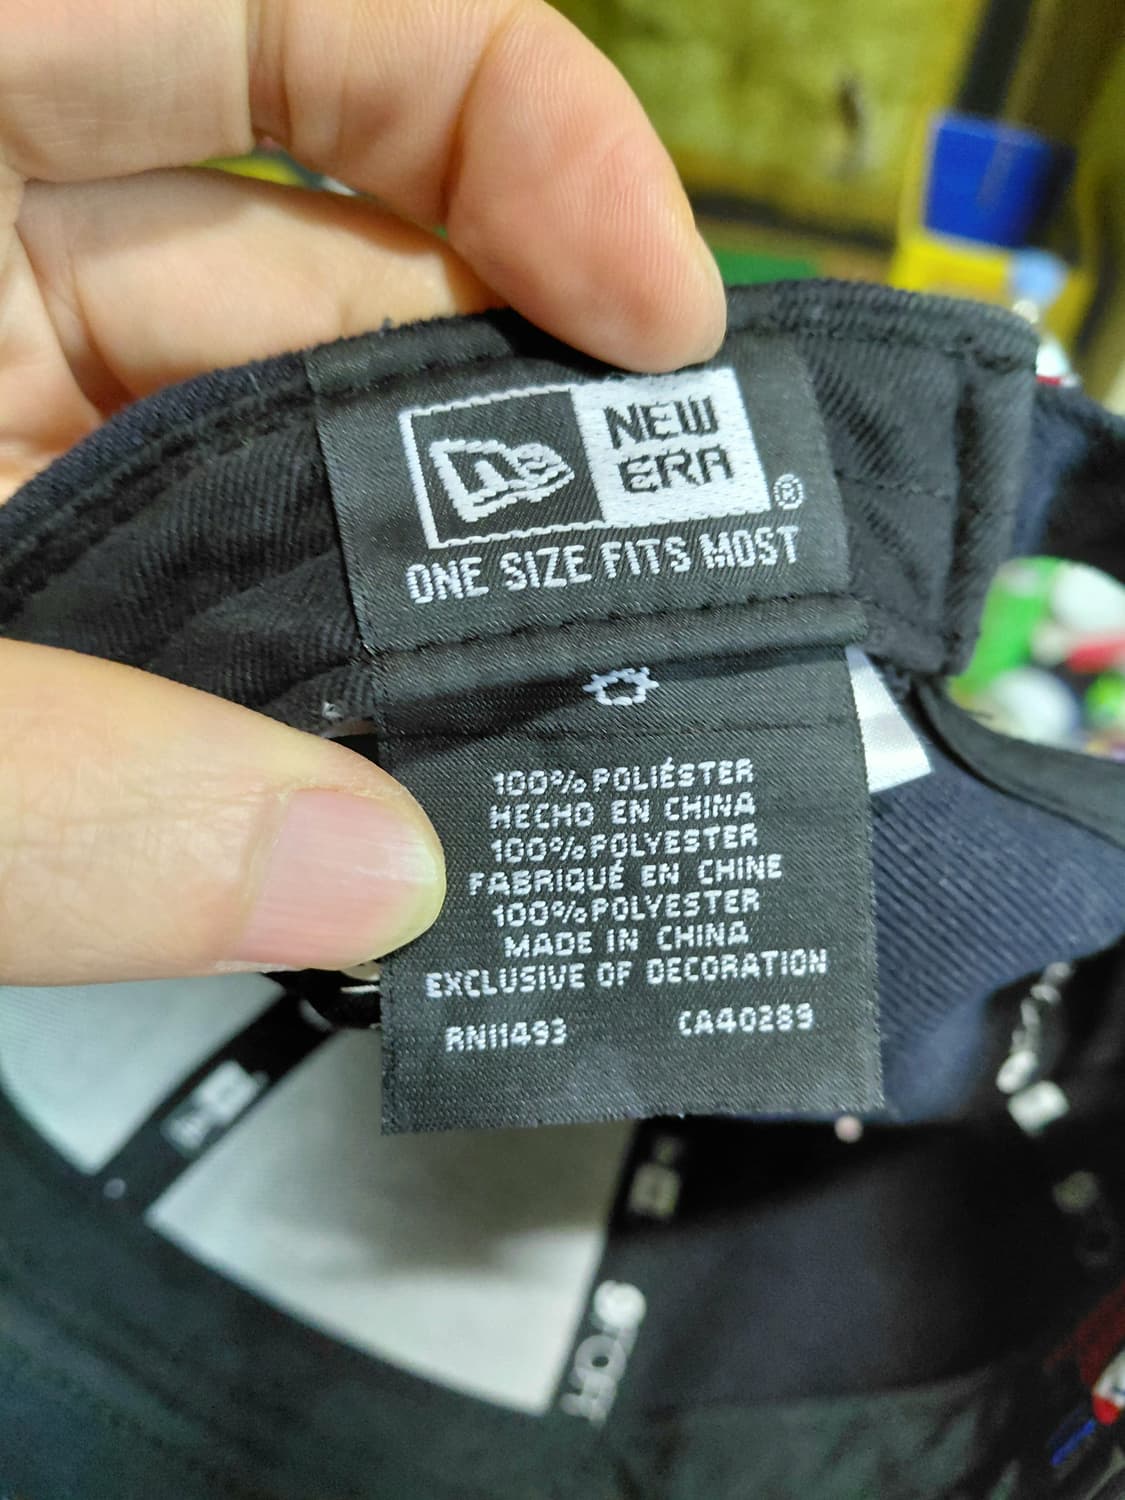 NEW
ERA
®
ONE SIZE FITS MOST
100% POLIÉSTER
HECHO EN CHINA
100% POLYESTER
FABRIQUÉ EN CHINE
100% POLYESTER
MADE IN CHINA
EXCLUSIVE OF DECORATION
RN11493 CA40289